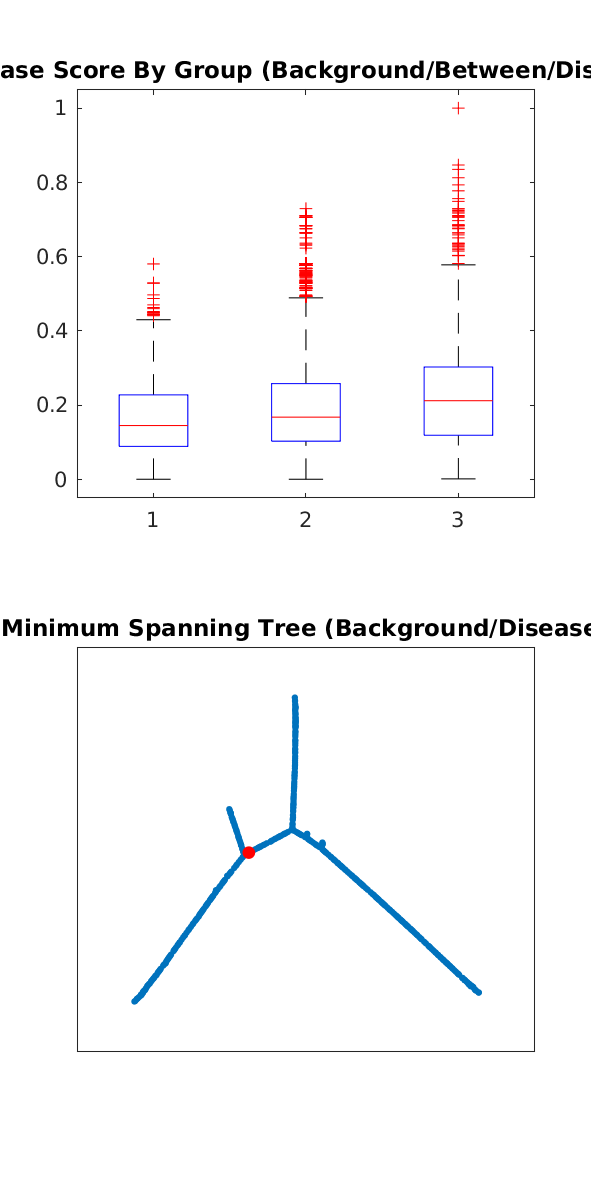 ase Score By Group (Background/Between/Dis
1
0.8
0.6
0.4
0.2
0
1 2 3
Minimum Spanning Tree (Background/Disease